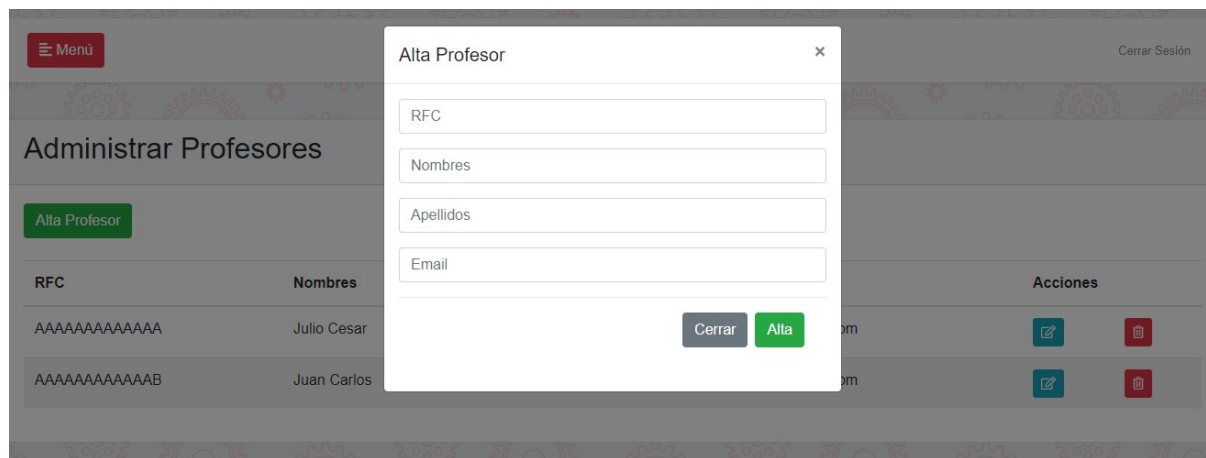 Menú
Alta Profesor
×
Cerrar Sesión
RFC
Administrar Profesores
Nombres
Apellidos
Alta Profesor
Email
RFC
Nombres
Acciones
Cerrar
Alta
AAAAAAAAAAAAA
Julio Cesar
om
AAAAAAAAAAAAB
Juan Carlos
om